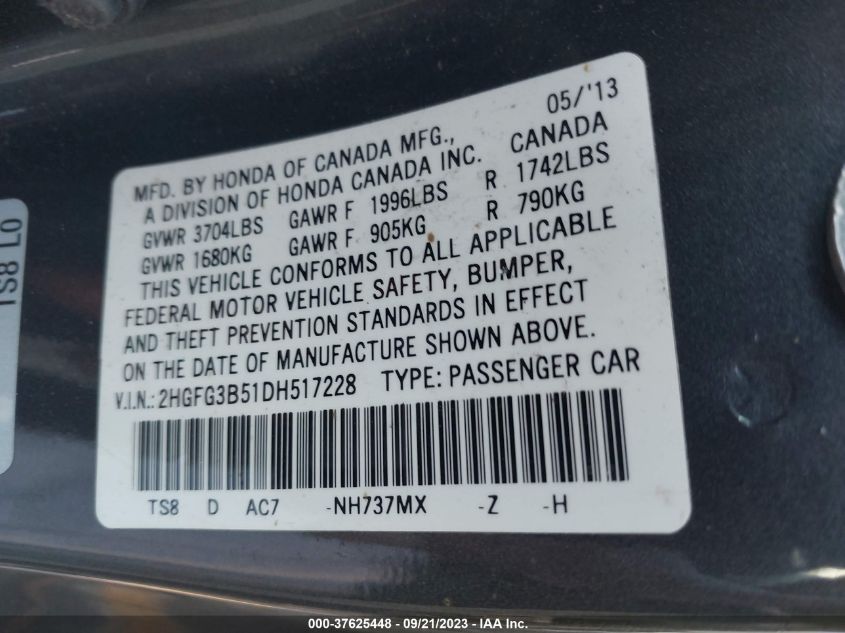 05/'13
MFD. BY HONDA OF CANADA MFG.,
A DIVISION OF HONDA CANADA INC. CANADA
GVWR 3704LBS GAWR F 1996LBS R 1742LBS
GVWR 1680KG GAWR F 905KG R 790KG
THIS VEHICLE CONFORMS TO ALL APPLICABLE
FEDERAL MOTOR VEHICLE SAFETY, BUMPER,
AND THEFT PREVENTION STANDARDS IN EFFECT
ON THE DATE OF MANUFACTURE SHOWN ABOVE.
V.I.N.: 2HGFG3B51DH517228 TYPE: PASSENGER CAR
TS8 D AC7 -NH737MX -Z -H
TS8 LO
000-37625448 - 09/21/2023 - IAA Inc.